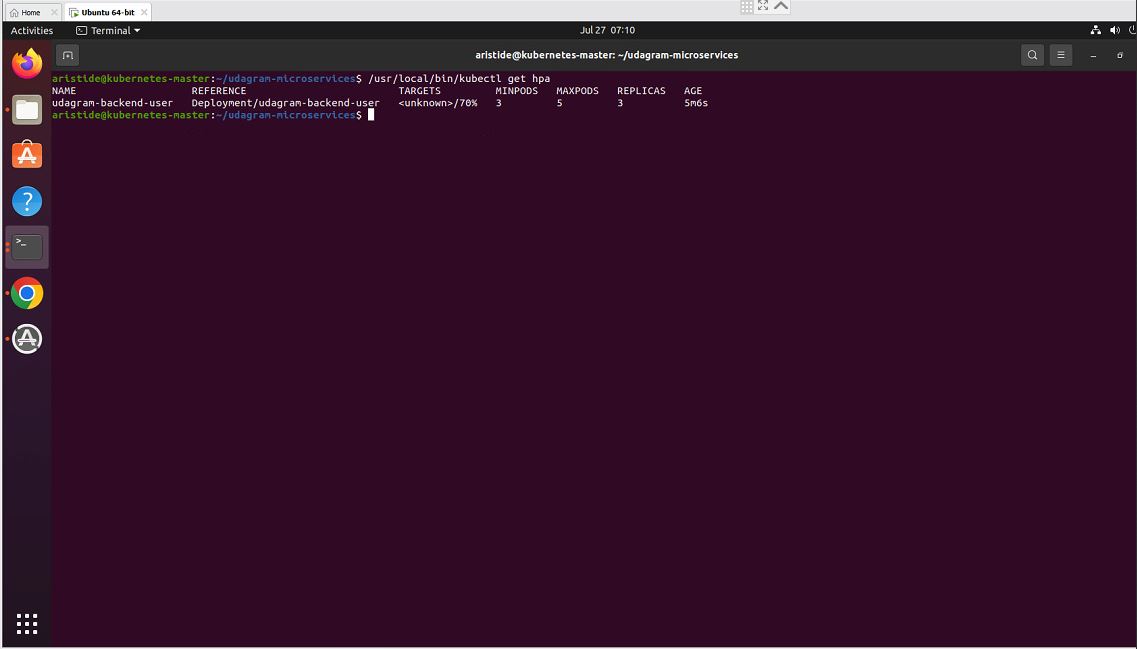 Home Ubuntu 64-bit
Activities Terminal Jul 27 07:10
aristide@kubernetes-master: ~/udagram-microservices
aristide@kubernetes-master:~/udagram-microservices$ /usr/local/bin/kubectl get hpa
NAME REFERENCE TARGETS MINPODS MAXPODS REPLICAS AGE
udagram-backend-user Deployment/udagram-backend-user <unknown>/70% 3 5 3 5m6s
aristide@kubernetes-master:~/udagram-microservices$